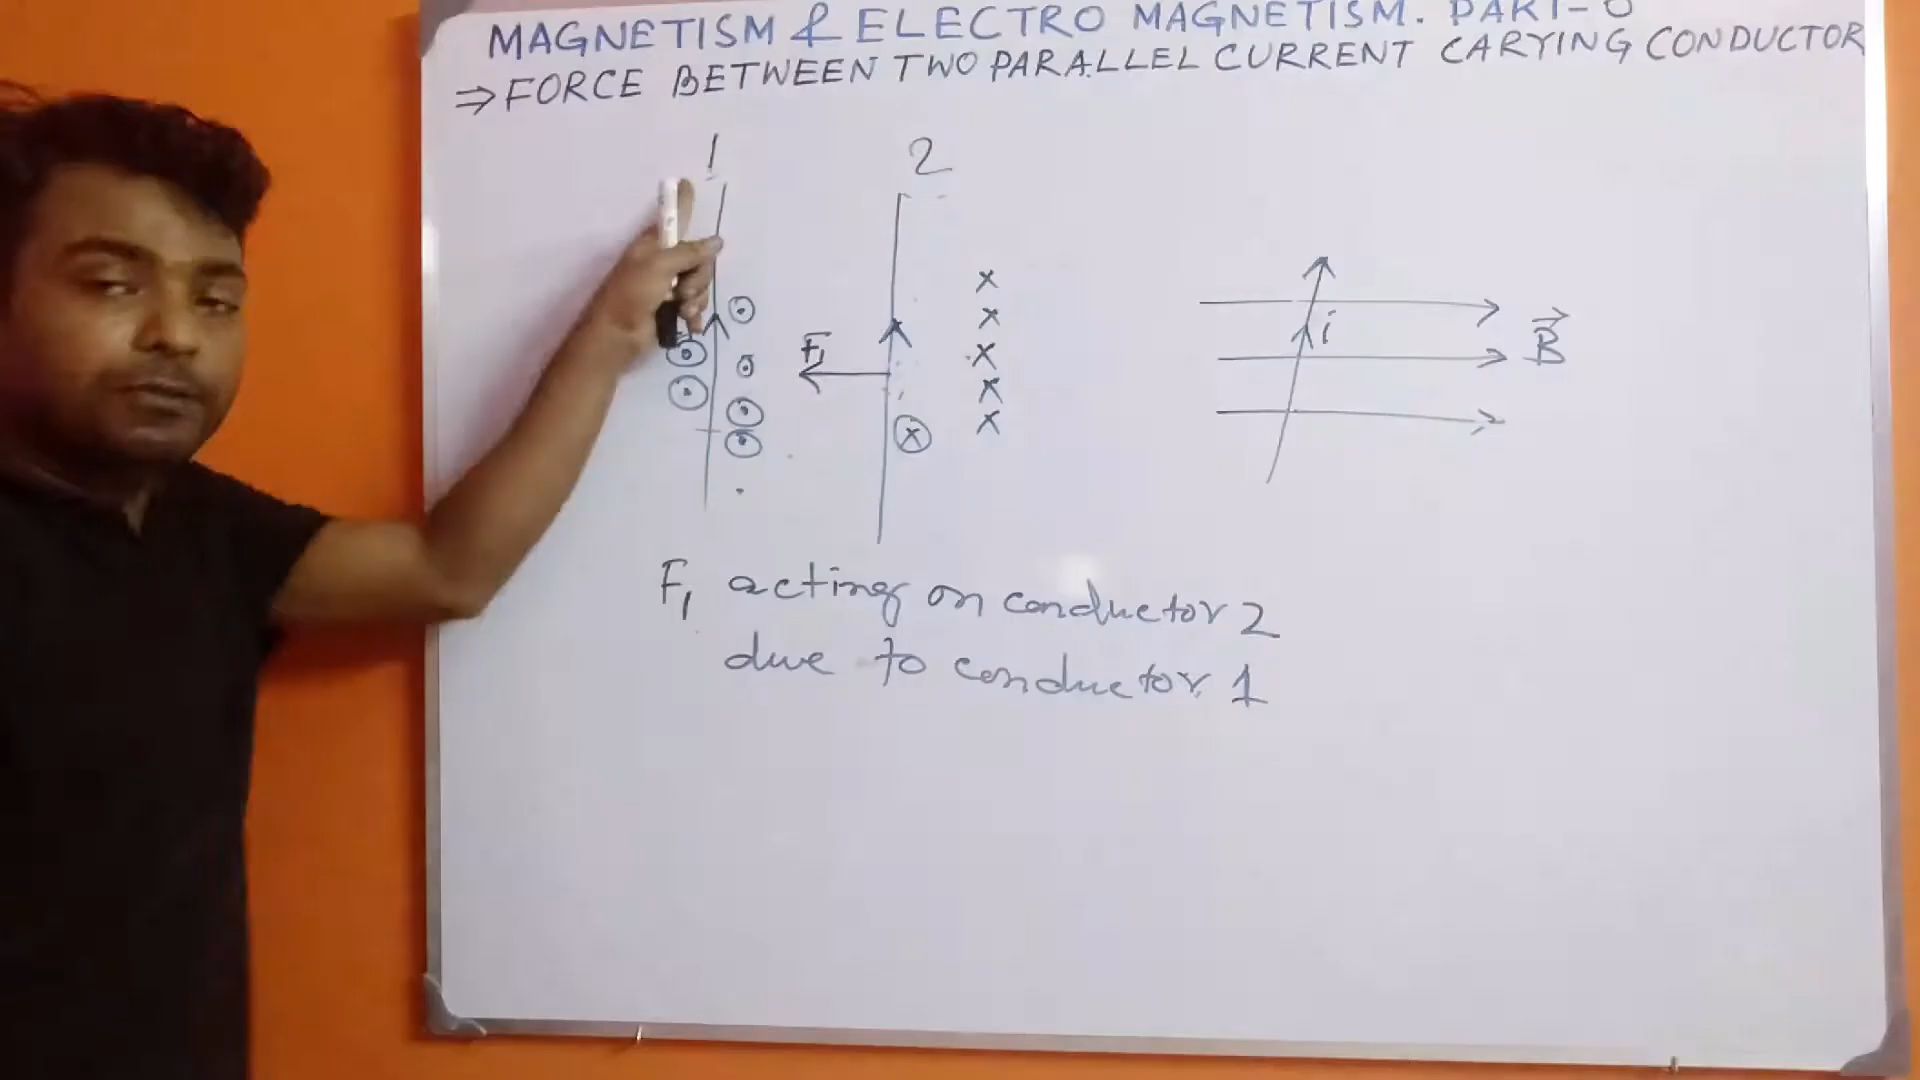 MAGNETISM & ELECTRO MAGNETISM. PART-
⇒ FORCE BETWEEN TWO PARALLEL CURRENT CARYING CONDUCTOR
1 2
F₁
i
B
F₁ acting on conductor 2
due to conductor 1